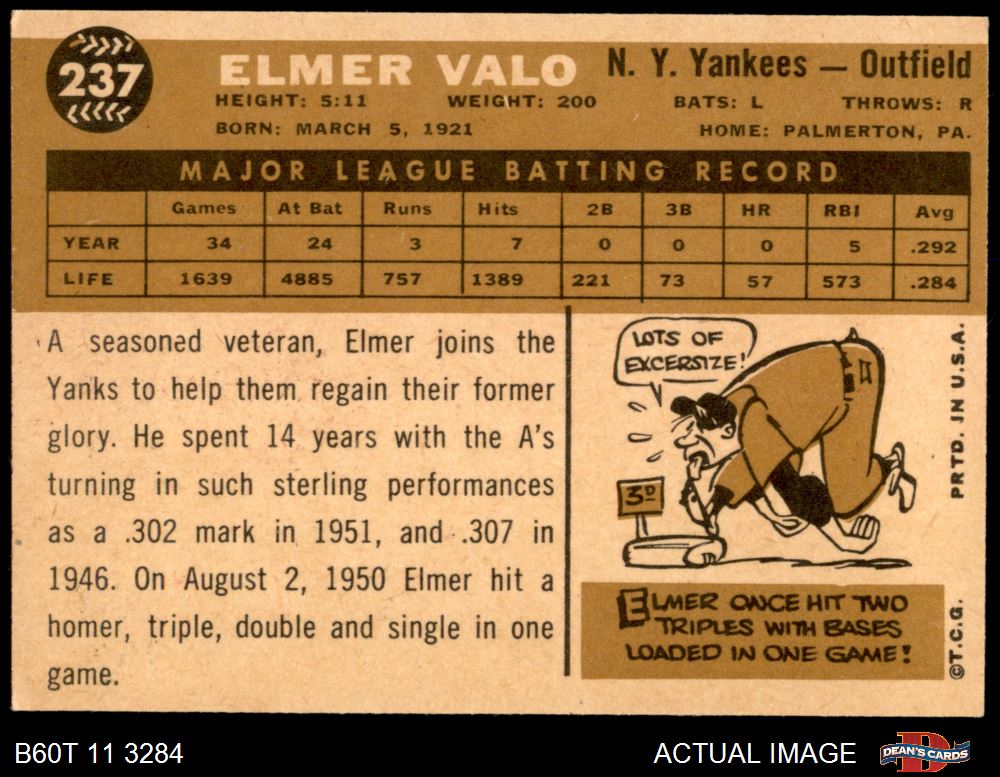 237
ELMER VALO N. Y. Yankees — Outfield
HEIGHT: 5:11 WEIGHT: 200 BATS: L THROWS: R
BORN: MARCH 5, 1921 HOME: PALMERTON, PA.
MAJOR LEAGUE BATTING RECORD
Games At Bat Runs Hits 2B 3B HR RBI Avg
YEAR 34 24 3 7 0 0 0 5 .292
LIFE 1639 4885 757 1389 221 73 57 573 .284
A seasoned veteran, Elmer joins the
Yanks to help them regain their former
glory. He spent 14 years with the A's
turning in such sterling performances
as a .302 mark in 1951, and .307 in
1946. On August 2, 1950 Elmer hit a
homer, triple, double and single in one
game.
LOTS OF
EXCERSIZE!
3D
ELMER ONCE HIT TWO
TRIPLES WITH BASES
LOADED IN ONE GAME!
PRTD. IN U.S.A.
©T.C.G.
B60T 11 3284 ACTUAL IMAGE
D
DEAN'S CARDS